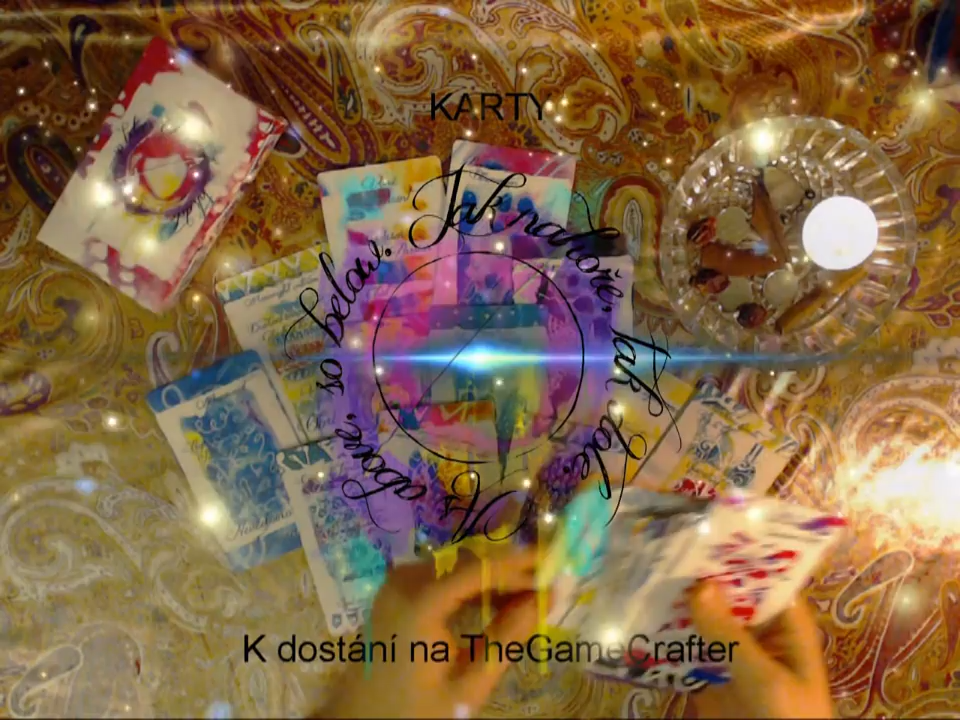 KARTY
Jak nahoře, tak dole.
As above, so below.
K dostání na TheGameCrafter